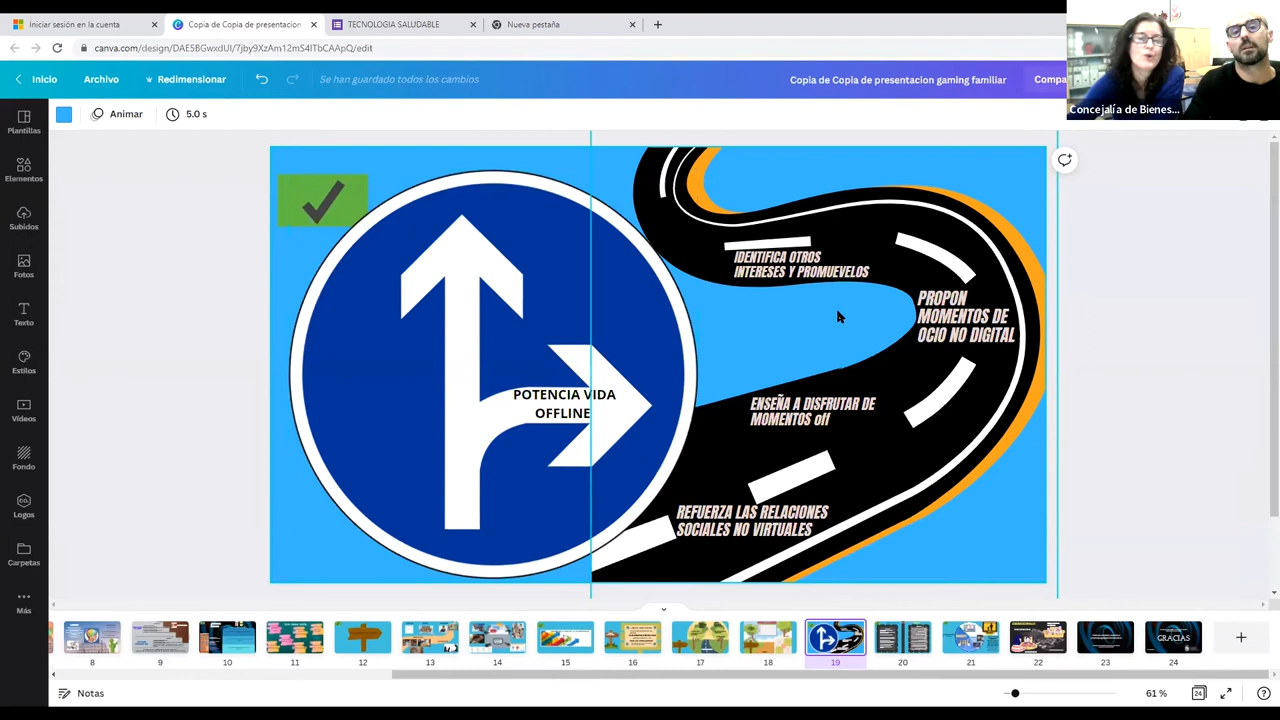 Iniciar sesión en la cuenta
Copia de Copia de presentacion
TECNOLOGIA SALUDABLE
Nueva pestaña
canva.com/design/DAE5BGwxdUI/7jby9XzAm12mS4lTbCAApQ/edit
Inicio
Archivo
Redimensionar
Se han guardado todos los cambios
Copia de Copia de presentacion gaming familiar
Compa
Concejalía de Bienes...
Animar
5.0 s
Plantillas
Elementos
Subidos
Fotos
Texto
Estilos
Vídeos
Fondo
Logos
Carpetas
Más
IDENTIFICA OTROS
INTERESES Y PROMUEVELOS
PROPON
MOMENTOS DE
OCIO NO DIGITAL
POTENCIA VIDA
OFFLINE
ENSEÑA A DISFRUTAR DE
MOMENTOS off
REFUERZA LAS RELACIONES
SOCIALES NO VIRTUALES
GRACIAS
8
9
10
11
12
13
14
15
16
17
18
19
20
21
22
23
24
Notas
61 %
24